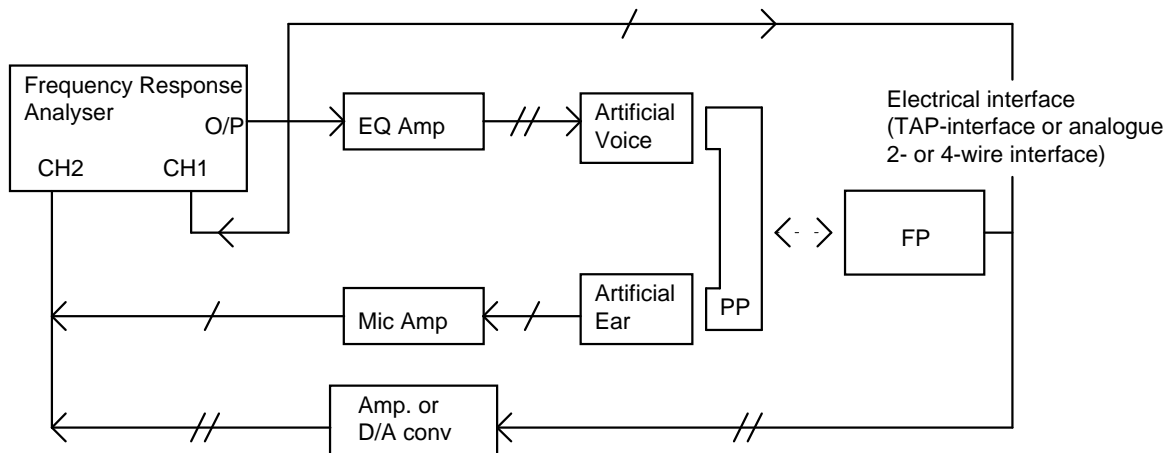 Frequency Response
Analyser
O/P
CH2
CH1
EQ Amp
Artificial
Voice
Electrical interface
(TAP-interface or analogue
2- or 4-wire interface)
FP
PP
Mic Amp
Artificial
Ear
Amp. or
D/A conv